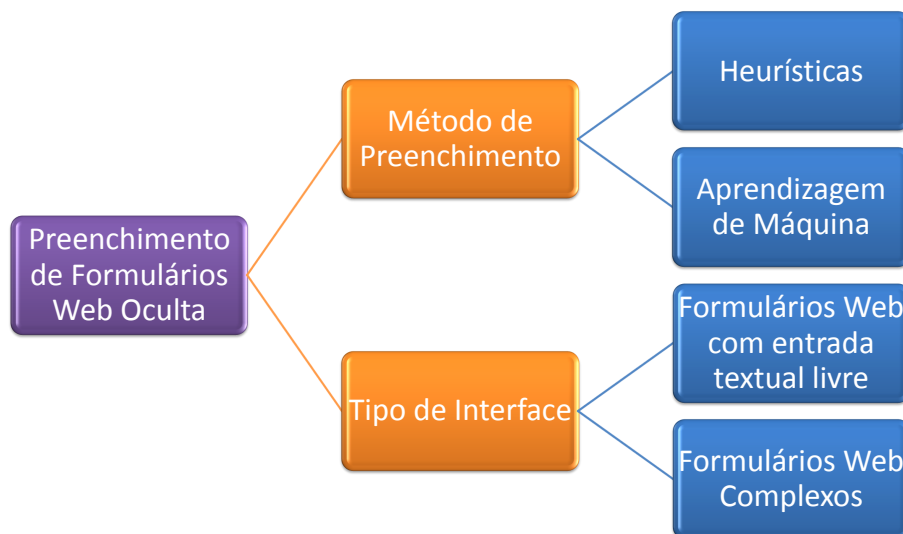 Preenchimento
de Formulários
Web Oculta
Método de
Preenchimento
Heurísticas
Aprendizagem
de Máquina
Tipo de Interface
Formulários Web
com entrada
textual livre
Formulários Web
Complexos